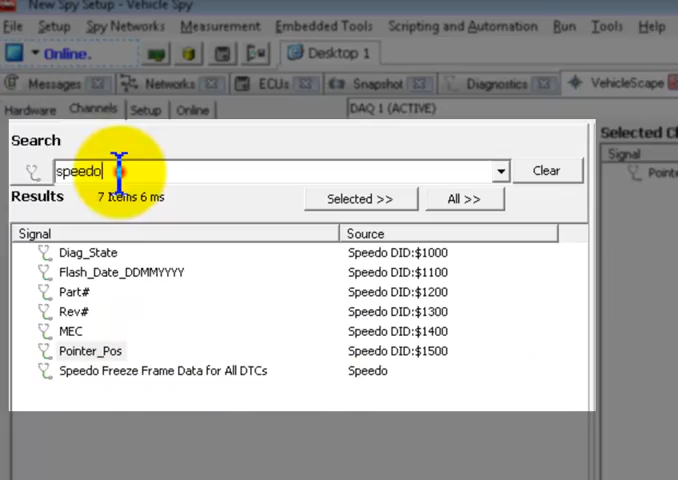 New Spy Setup - Vehicle Spy
File Setup Spy Networks Measurement Embedded Tools Scripting and Automation Run Tools Help
Online. Desktop 1
Messages Networks ECUs Snapshot Diagnostics VehicleScape
Hardware Channels Setup Online DAQ 1 (ACTIVE)
Search Selected C
Signal
speedo Clear Point
Results 7 Items 6 ms Selected >> All >>
Signal Source
Diag_State Speedo DID:$1000
Flash_Date_DDMMYYYY Speedo DID:$1100
Part# Speedo DID:$1200
Rev# Speedo DID:$1300
MEC Speedo DID:$1400
Pointer_Pos Speedo DID:$1500
Speedo Freeze Frame Data for All DTCs Speedo